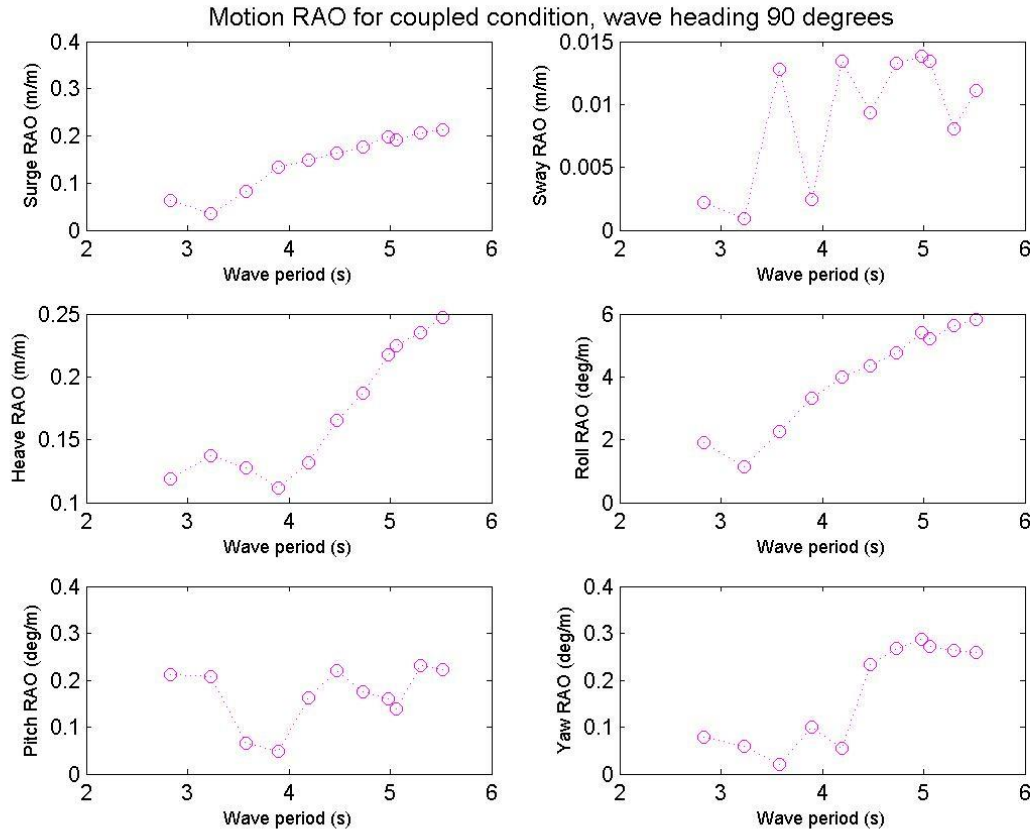 Motion RAO for coupled condition, wave heading 90 degrees
Surge RAO (m/m)
0.4
0.3
0.2
0.1
0
2 3 4 5 6
Wave period (s)
Sway RAO (m/m)
0.015
0.01
0.005
0
2 3 4 5 6
Wave period (s)
Heave RAO (m/m)
0.25
0.2
0.15
0.1
2 3 4 5 6
Wave period (s)
Roll RAO (deg/m)
6
4
2
0
2 3 4 5 6
Wave period (s)
Pitch RAO (deg/m)
0.4
0.3
0.2
0.1
0
2 3 4 5 6
Wave period (s)
Yaw RAO (deg/m)
0.4
0.3
0.2
0.1
0
2 3 4 5 6
Wave period (s)